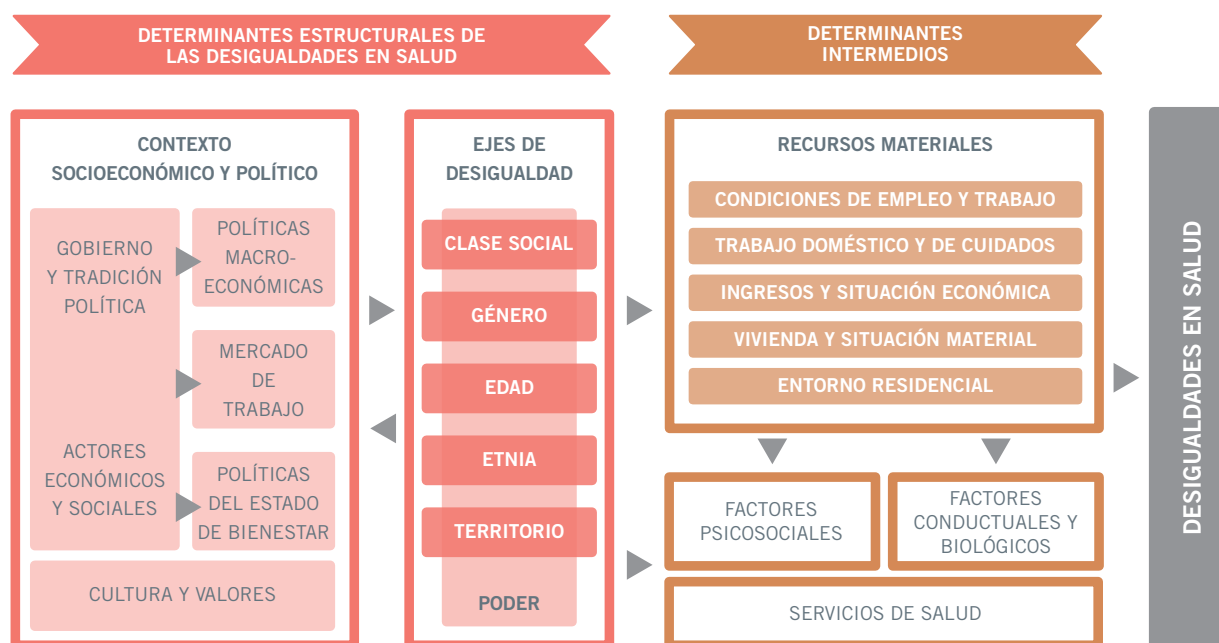 DETERMINANTES ESTRUCTURALES DE
LAS DESIGUALDADES EN SALUD
DETERMINANTES
INTERMEDIOS
CONTEXTO
SOCIOECONÓMICO Y POLÍTICO
GOBIERNO
Y TRADICIÓN
POLÍTICA
ACTORES
ECONÓMICOS
Y SOCIALES
POLÍTICAS
MACRO-
ECONÓMICAS
MERCADO
DE
TRABAJO
POLÍTICAS
DEL ESTADO
DE BIENESTAR
CULTURA Y VALORES
EJES DE
DESIGUALDAD
CLASE SOCIAL
GÉNERO
EDAD
ETNIA
TERRITORIO
PODER
RECURSOS MATERIALES
CONDICIONES DE EMPLEO Y TRABAJO
TRABAJO DOMÉSTICO Y DE CUIDADOS
INGRESOS Y SITUACIÓN ECONÓMICA
VIVIENDA Y SITUACIÓN MATERIAL
ENTORNO RESIDENCIAL
FACTORES
PSICOSOCIALES
FACTORES
CONDUCTUALES Y
BIOLÓGICOS
SERVICIOS DE SALUD
DESIGUALDADES EN SALUD